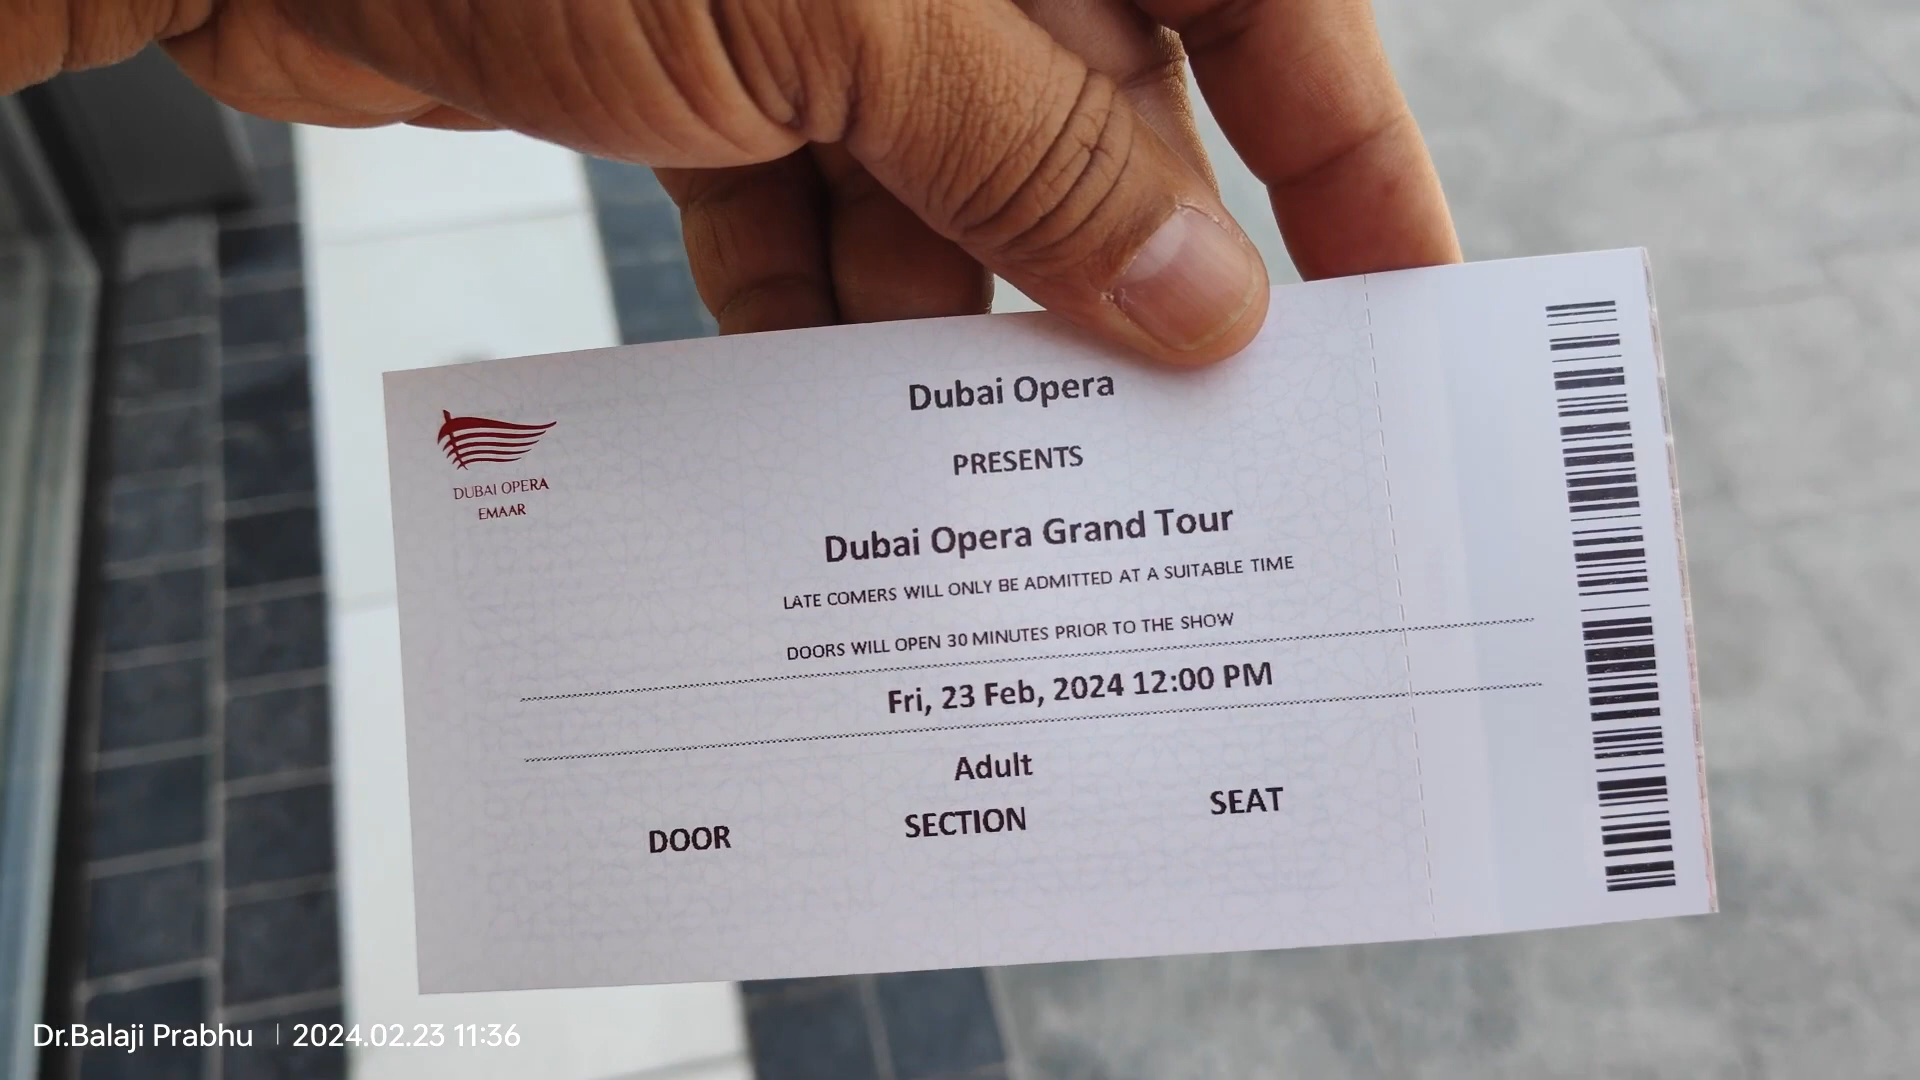 Dubai Opera
PRESENTS
DUBAI OPERA
EMAAR
Dubai Opera Grand Tour
LATE COMERS WILL ONLY BE ADMITTED AT A SUITABLE TIME
DOORS WILL OPEN 30 MINUTES PRIOR TO THE SHOW
Fri, 23 Feb, 2024 12:00 PM
Adult
DOOR SECTION SEAT
Dr.Balaji Prabhu | 2024.02.23 11:36